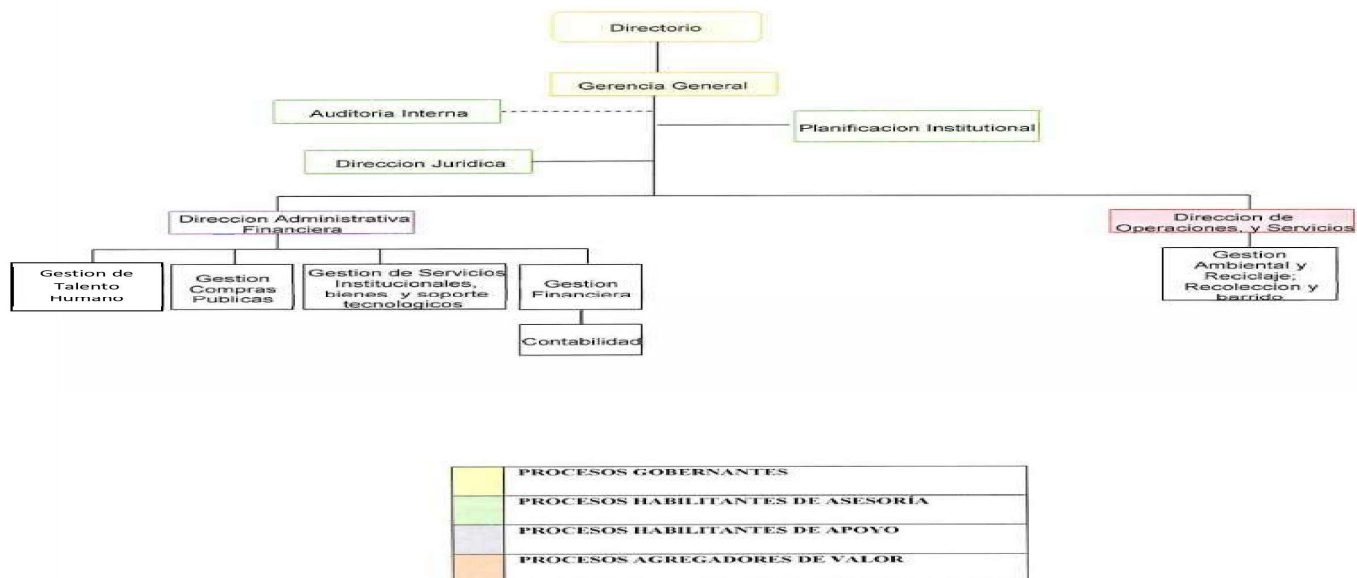 Directorio
Gerencia General
Auditoria Interna
Planificacion Institutional
Direccion Juridica
Direccion Administrativa
Financiera
Direccion de
Operaciones, y Servicios
Gestion de
Talento
Humano
Gestion
Compras
Publicas
Gestion de Servicios
Institucionales,
bienes y soporte
tecnologicos
Gestion
Financiera
Contabilidad
Gestion
Ambiental y
Reciclaje;
Recoleccion y
barrido
PROCESOS GOBERNANTES
PROCESOS HABILITANTES DE ASESORÍA
PROCESOS HABILITANTES DE APOYO
PROCESOS AGREGADORES DE VALOR